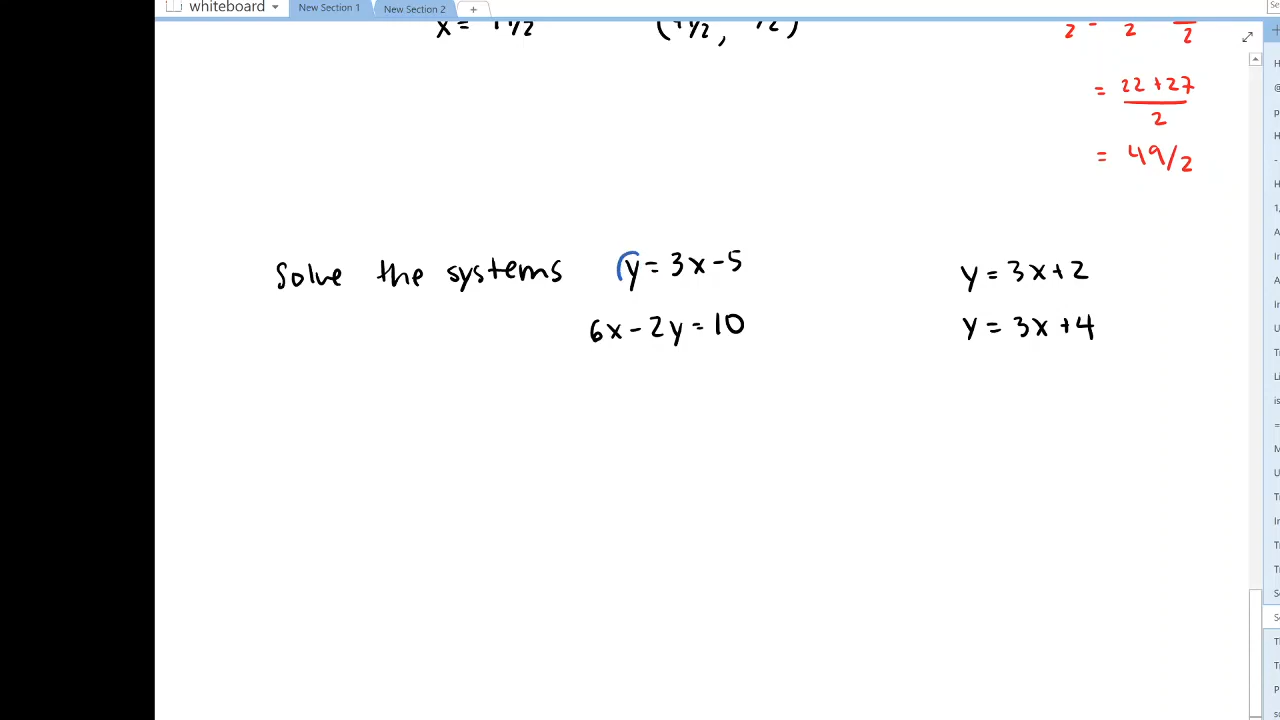 whiteboard New Section 1 New Section 2 +
= 22 + 27
2
= 49/2
Solve the systems y = 3x - 5
6x - 2y = 10
y = 3x + 2
y = 3x + 4